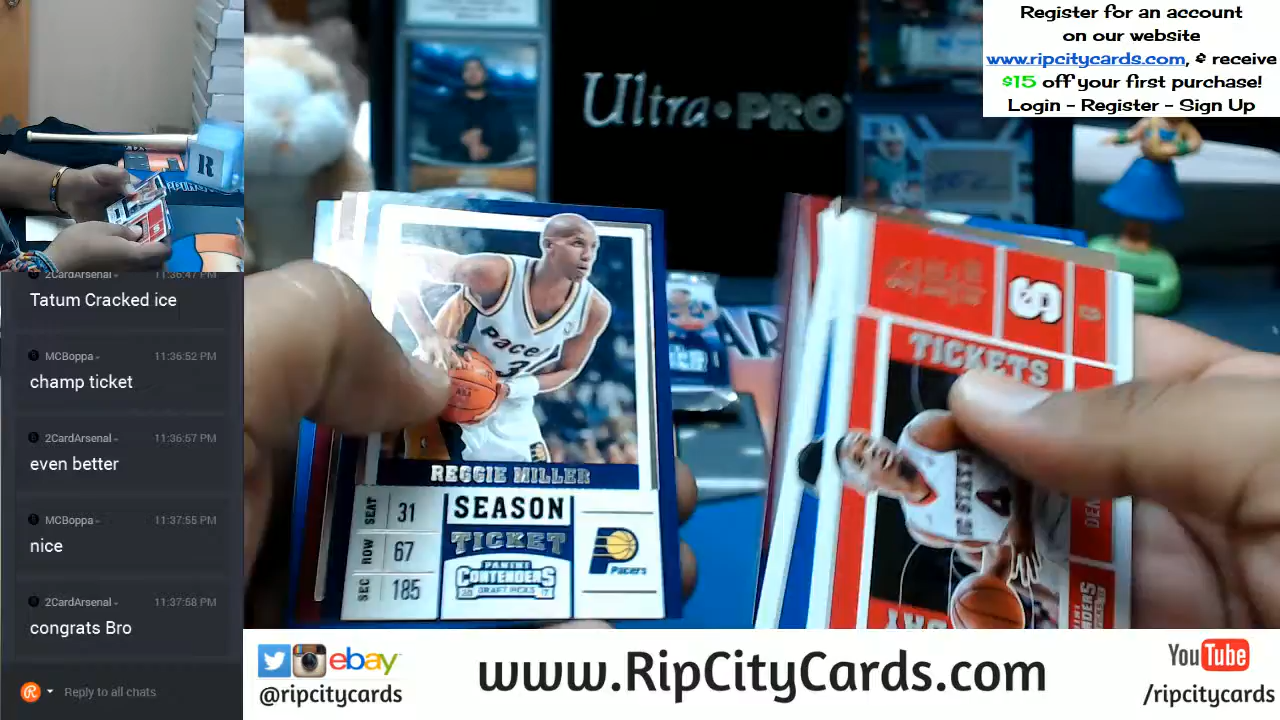 Register for an account
on our website
www.ripcitycards.com, & receive
$15 off your first purchase!
Login - Register - Sign Up
Ultra•PRO
R
2CardArsenal 11:36:47 PM
Tatum Cracked ice
MCBoppa 11:36:52 PM
champ ticket
2CardArsenal 11:36:57 PM
even better
MCBoppa 11:37:55 PM
nice
2CardArsenal 11:37:58 PM
congrats Bro
Reply to all chats
Pacers
REGGIE MILLER
SEAT 31
ROW 67
SEC 185
SEASON
TICKET
PANINI
CONTENDERS
DRAFT PICKS
Pacers
TICKETS
NC STATE
4
ebay
@ripcitycards
www.RipCityCards.com
YouTube
/ripcitycards